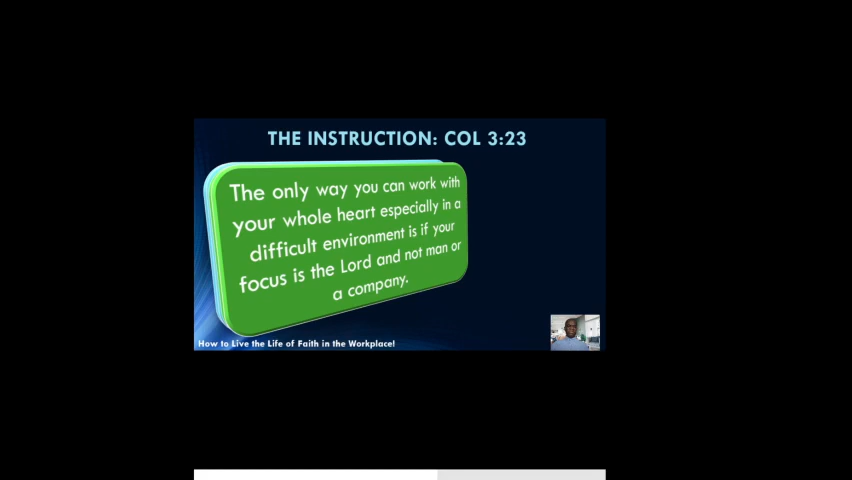 THE INSTRUCTION: COL 3:23
The only way you can work with
your whole heart especially in a
difficult environment is if your
focus is the Lord and not man or
a company.
How to Live the Life of Faith in the Workplace!